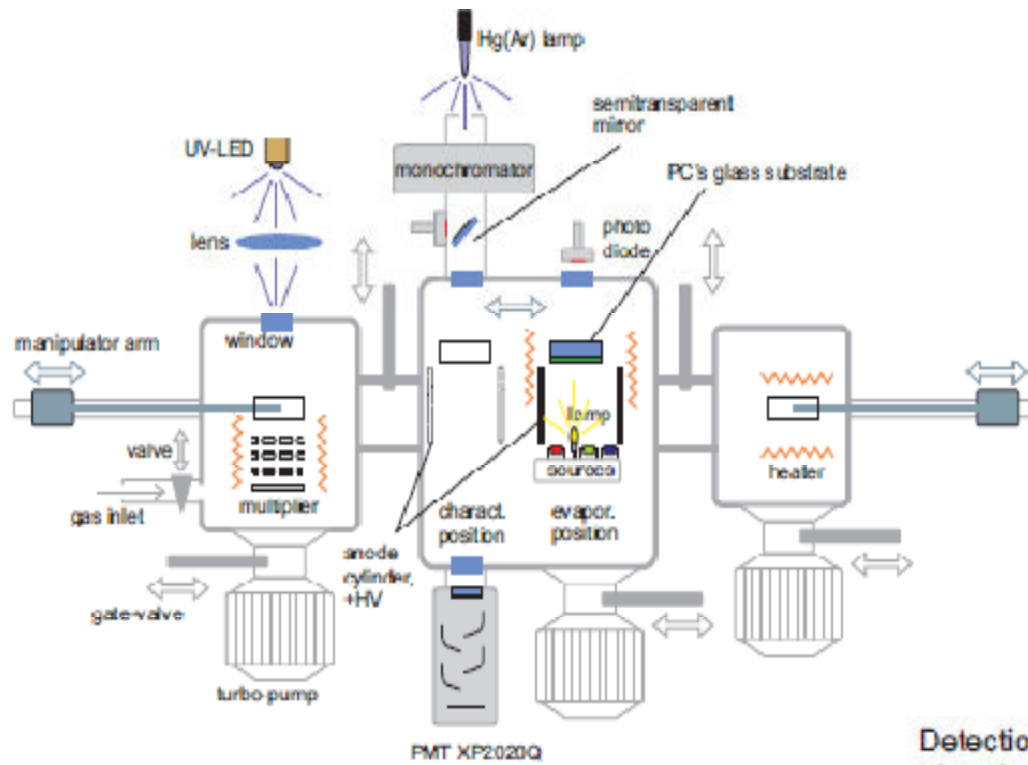 Hg(Ar) lamp
semitransparent
mirror
UV-LED
monochromator
PC's glass substrate
lens
photo
diode
manipulator arm
window
lamp
valve
sources
heater
gas inlet
multiplier
charact.
position
evapor.
position
anode
cylinder,
+HV
gate-valve
turbo-pump
PMT XP2020Q
Detectio